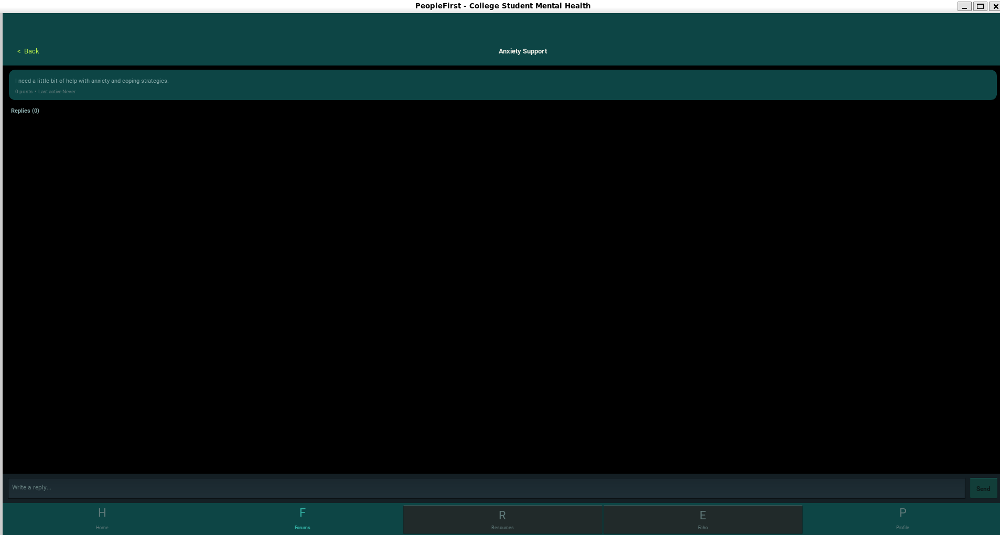 PeopleFirst - College Student Mental Health
< Back
Anxiety Support
I need a little bit of help with anxiety and coping strategies.
0 posts • Last active Never
Replies (0)
Write a reply...
Send
H
Home
F
Forums
R
Resources
E
Echo
P
Profile